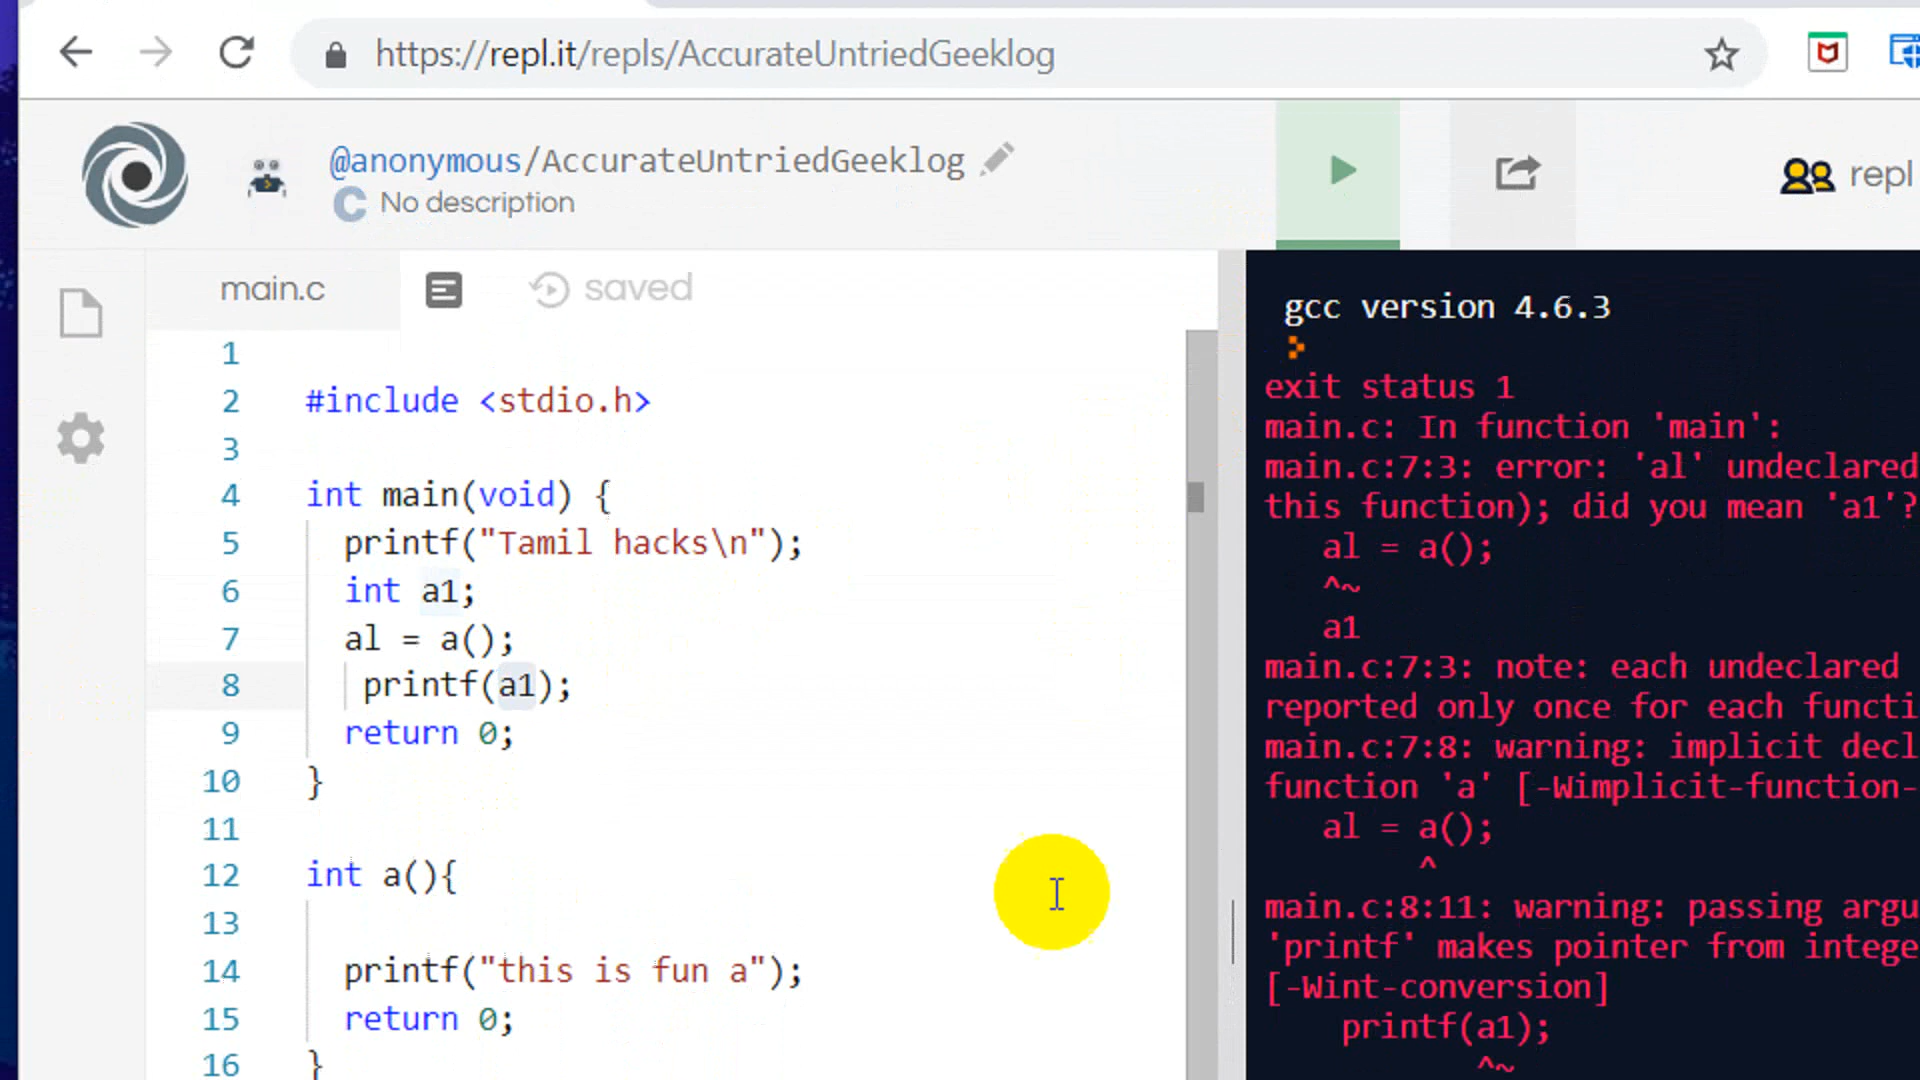 https://repl.it/repls/AccurateUntriedGeeklog
@anonymous/AccurateUntriedGeeklog
C No description
repl
main.c
saved
1
2 #include <stdio.h>
3
4 int main(void) {
5 printf("Tamil hacks\n");
6 int a1;
7 al = a();
8 printf(a1);
9 return 0;
10 }
11
12 int a(){
13
14 printf("this is fun a");
15 return 0;
16 }
gcc version 4.6.3
exit status 1
main.c: In function 'main':
main.c:7:3: error: 'al' undeclared
this function); did you mean 'a1'?
al = a();
^~
a1
main.c:7:3: note: each undeclared
reported only once for each functi
main.c:7:8: warning: implicit decl
function 'a' [-Wimplicit-function-
al = a();
^
main.c:8:11: warning: passing argu
'printf' makes pointer from intege
[-Wint-conversion]
printf(a1);
^~